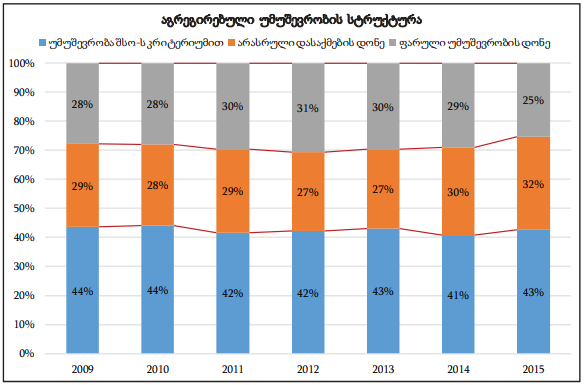 აგრეგირებული უმუშევრობის სტრუქტურა
უმუშევრობა შსო-ს კრიტერიუმით არასრული დასაქმების დონე ფარული უმუშევრობის დონე
100%
90%
80%
70%
60%
50%
40%
30%
20%
10%
0%
28% 28% 30% 31% 30% 29% 25%
29% 28% 29% 27% 27% 30% 32%
44% 44% 42% 42% 43% 41% 43%
2009 2010 2011 2012 2013 2014 2015